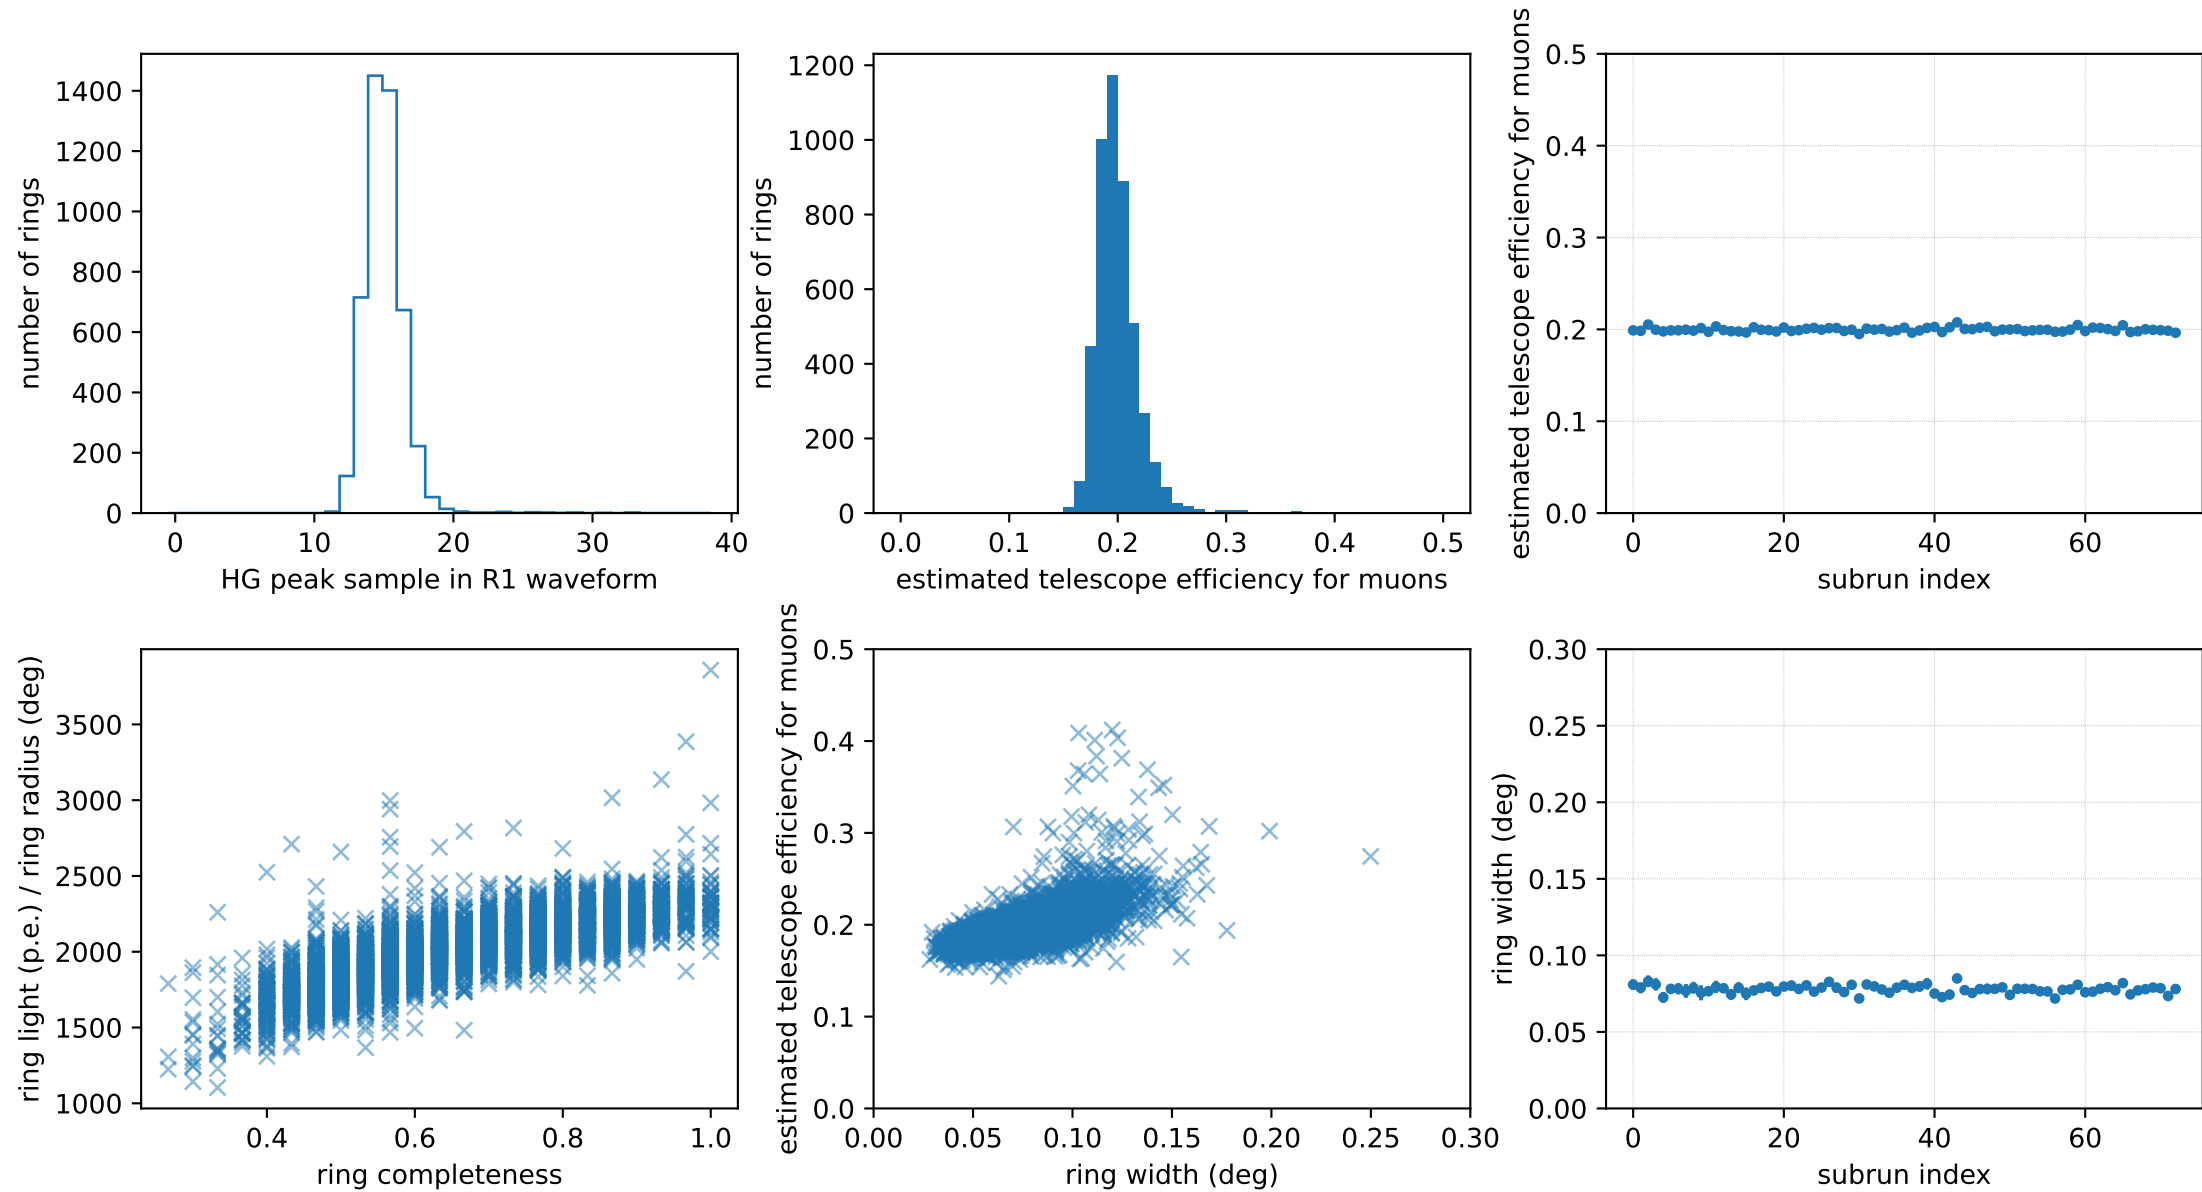 number of rings
1400
1200
1000
800
600
400
200
0
0 10 20 30 40
HG peak sample in R1 waveform
number of rings
1200
1000
800
600
400
200
0
0.0 0.1 0.2 0.3 0.4 0.5
estimated telescope efficiency for muons
estimated telescope efficiency for muons
0.5
0.4
0.3
0.2
0.1
0.0
0 20 40 60
subrun index
ring light (p.e.) / ring radius (deg)
3500
3000
2500
2000
1500
1000
0.4 0.6 0.8 1.0
ring completeness
estimated telescope efficiency for muons
0.5
0.4
0.3
0.2
0.1
0.0
0.00 0.05 0.10 0.15 0.20 0.25 0.30
ring width (deg)
ring width (deg)
0.30
0.25
0.20
0.15
0.10
0.05
0.00
0 20 40 60
subrun index